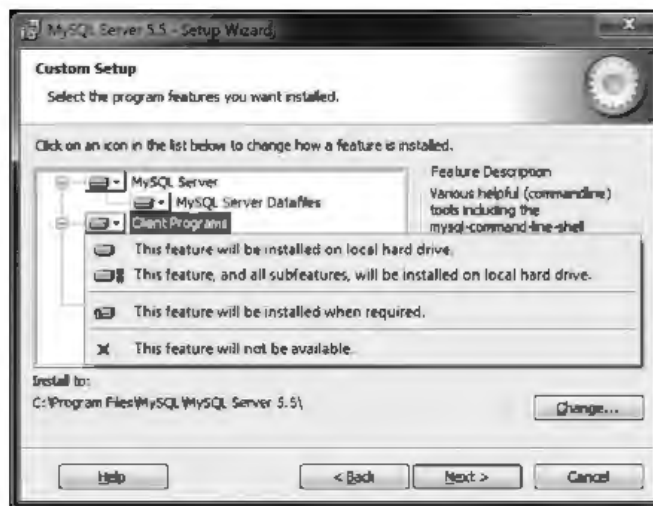 MySQL Server 5.5 - Setup Wizard
Custom Setup
Select the program features you want installed.
Click on an icon in the list below to change how a feature is installed.
MySQL Server
MySQL Server Datafiles
Client Programs
Feature Description
Various helpful (commandline)
tools including the
mysql-command-line-shell
This feature will be installed on local hard drive.
This feature, and all subfeatures, will be installed on local hard drive.
This feature will be installed when required.
This feature will not be available.
Install to:
C:\Program Files\MySQL\MySQL Server 5.5\
Change...
Help
< Back
Next >
Cancel